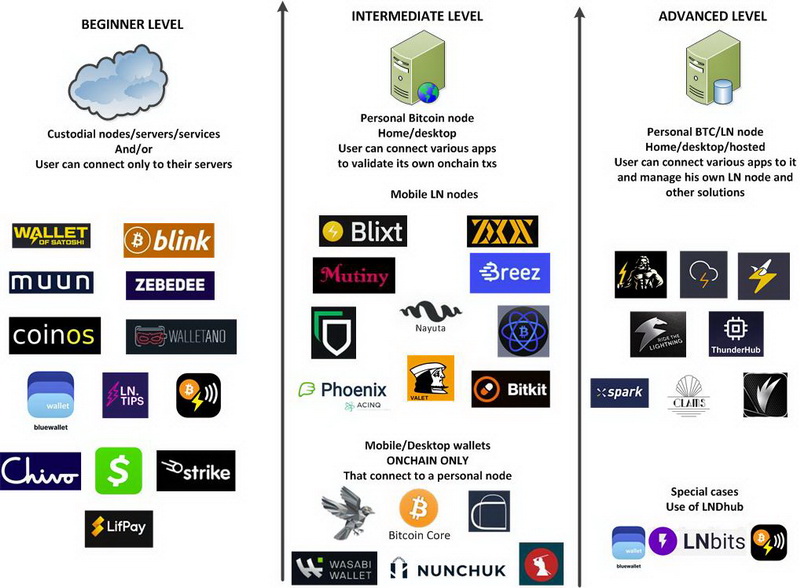 BEGINNER LEVEL
Custodial nodes/servers/services
And/or
User can connect only to their servers
WALLET
OF SATOSHI
blink
muun
ZEBEDEE
coinos
WALLETANO
wallet
bluewallet
LN.
TIPS
Chivo
strike
LifPay
INTERMEDIATE LEVEL
Personal Bitcoin node
Home/desktop
User can connect various apps
to validate its own onchain txs
Mobile LN nodes
Blixt
Mutiny
Breez
Nayuta
Phoenix
ACINQ
VALET
Bitkit
Mobile/Desktop wallets
ONCHAIN ONLY
That connect to a personal node
Bitcoin Core
WASABI
WALLET
NUNCHUK
ADVANCED LEVEL
Personal BTC/LN node
Home/desktop/hosted
User can connect various apps to it
and manage his own LN node and
other solutions
RIDE THE
LIGHTNING
ThunderHub
spark
CLAMS
Special cases
Use of LNDhub
wallet
bluewallet
LNbits